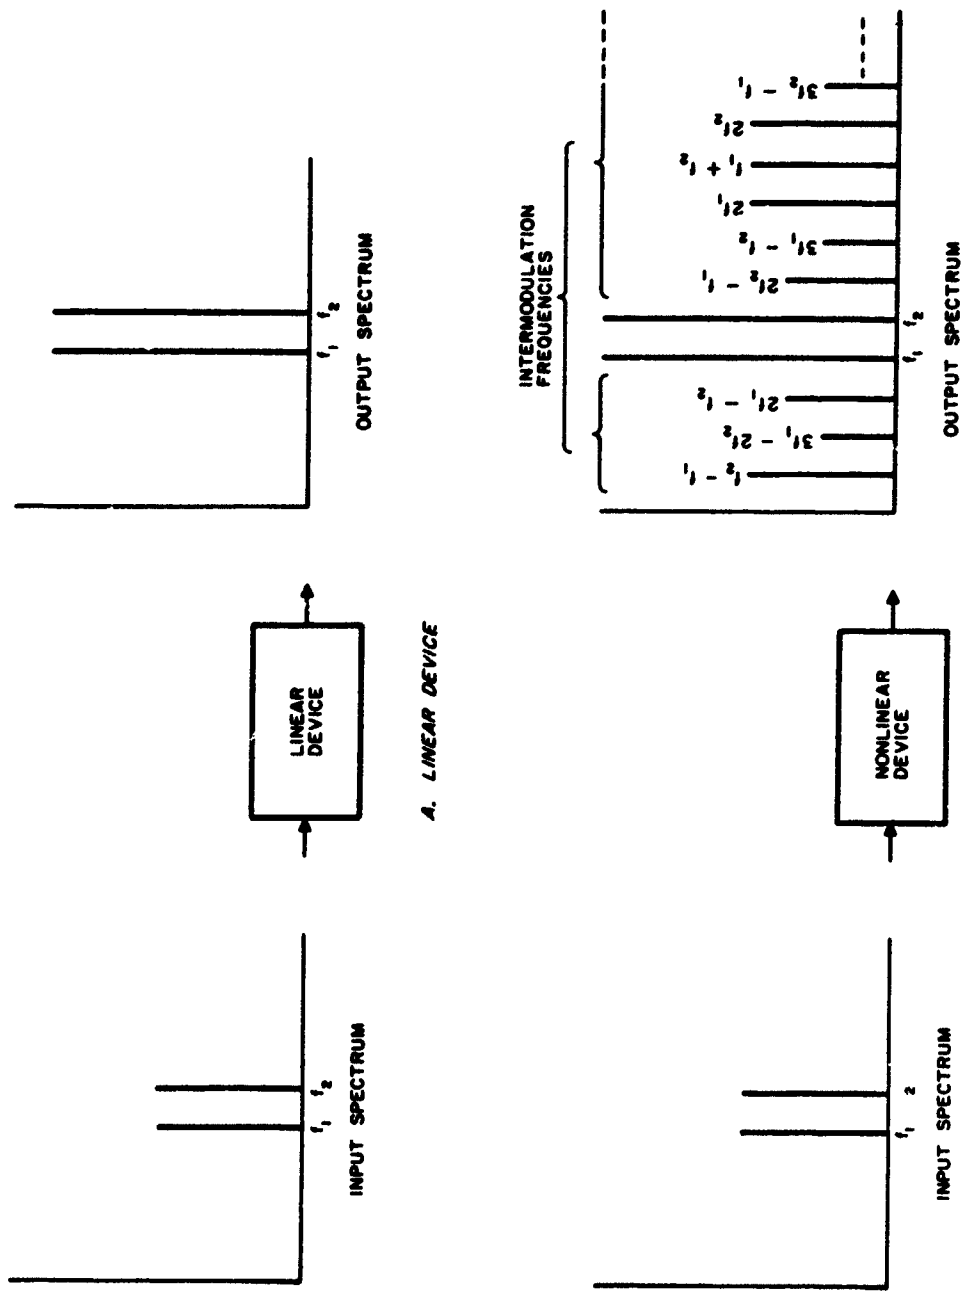 f₁ f₂
INPUT SPECTRUM
LINEAR
DEVICE
f₁ f₂
OUTPUT SPECTRUM
A. LINEAR DEVICE
f₁ 2
INPUT SPECTRUM
NONLINEAR
DEVICE
INTERMODULATION
FREQUENCIES
f₂ - f₁
3f₁ - 2f₂
2f₁ - f₂
2f₂ - f₁
3f₁ - f₂
2f₁
f₁ + f₂
2f₂
3f₂ - f₁
f₁ f₂
OUTPUT SPECTRUM